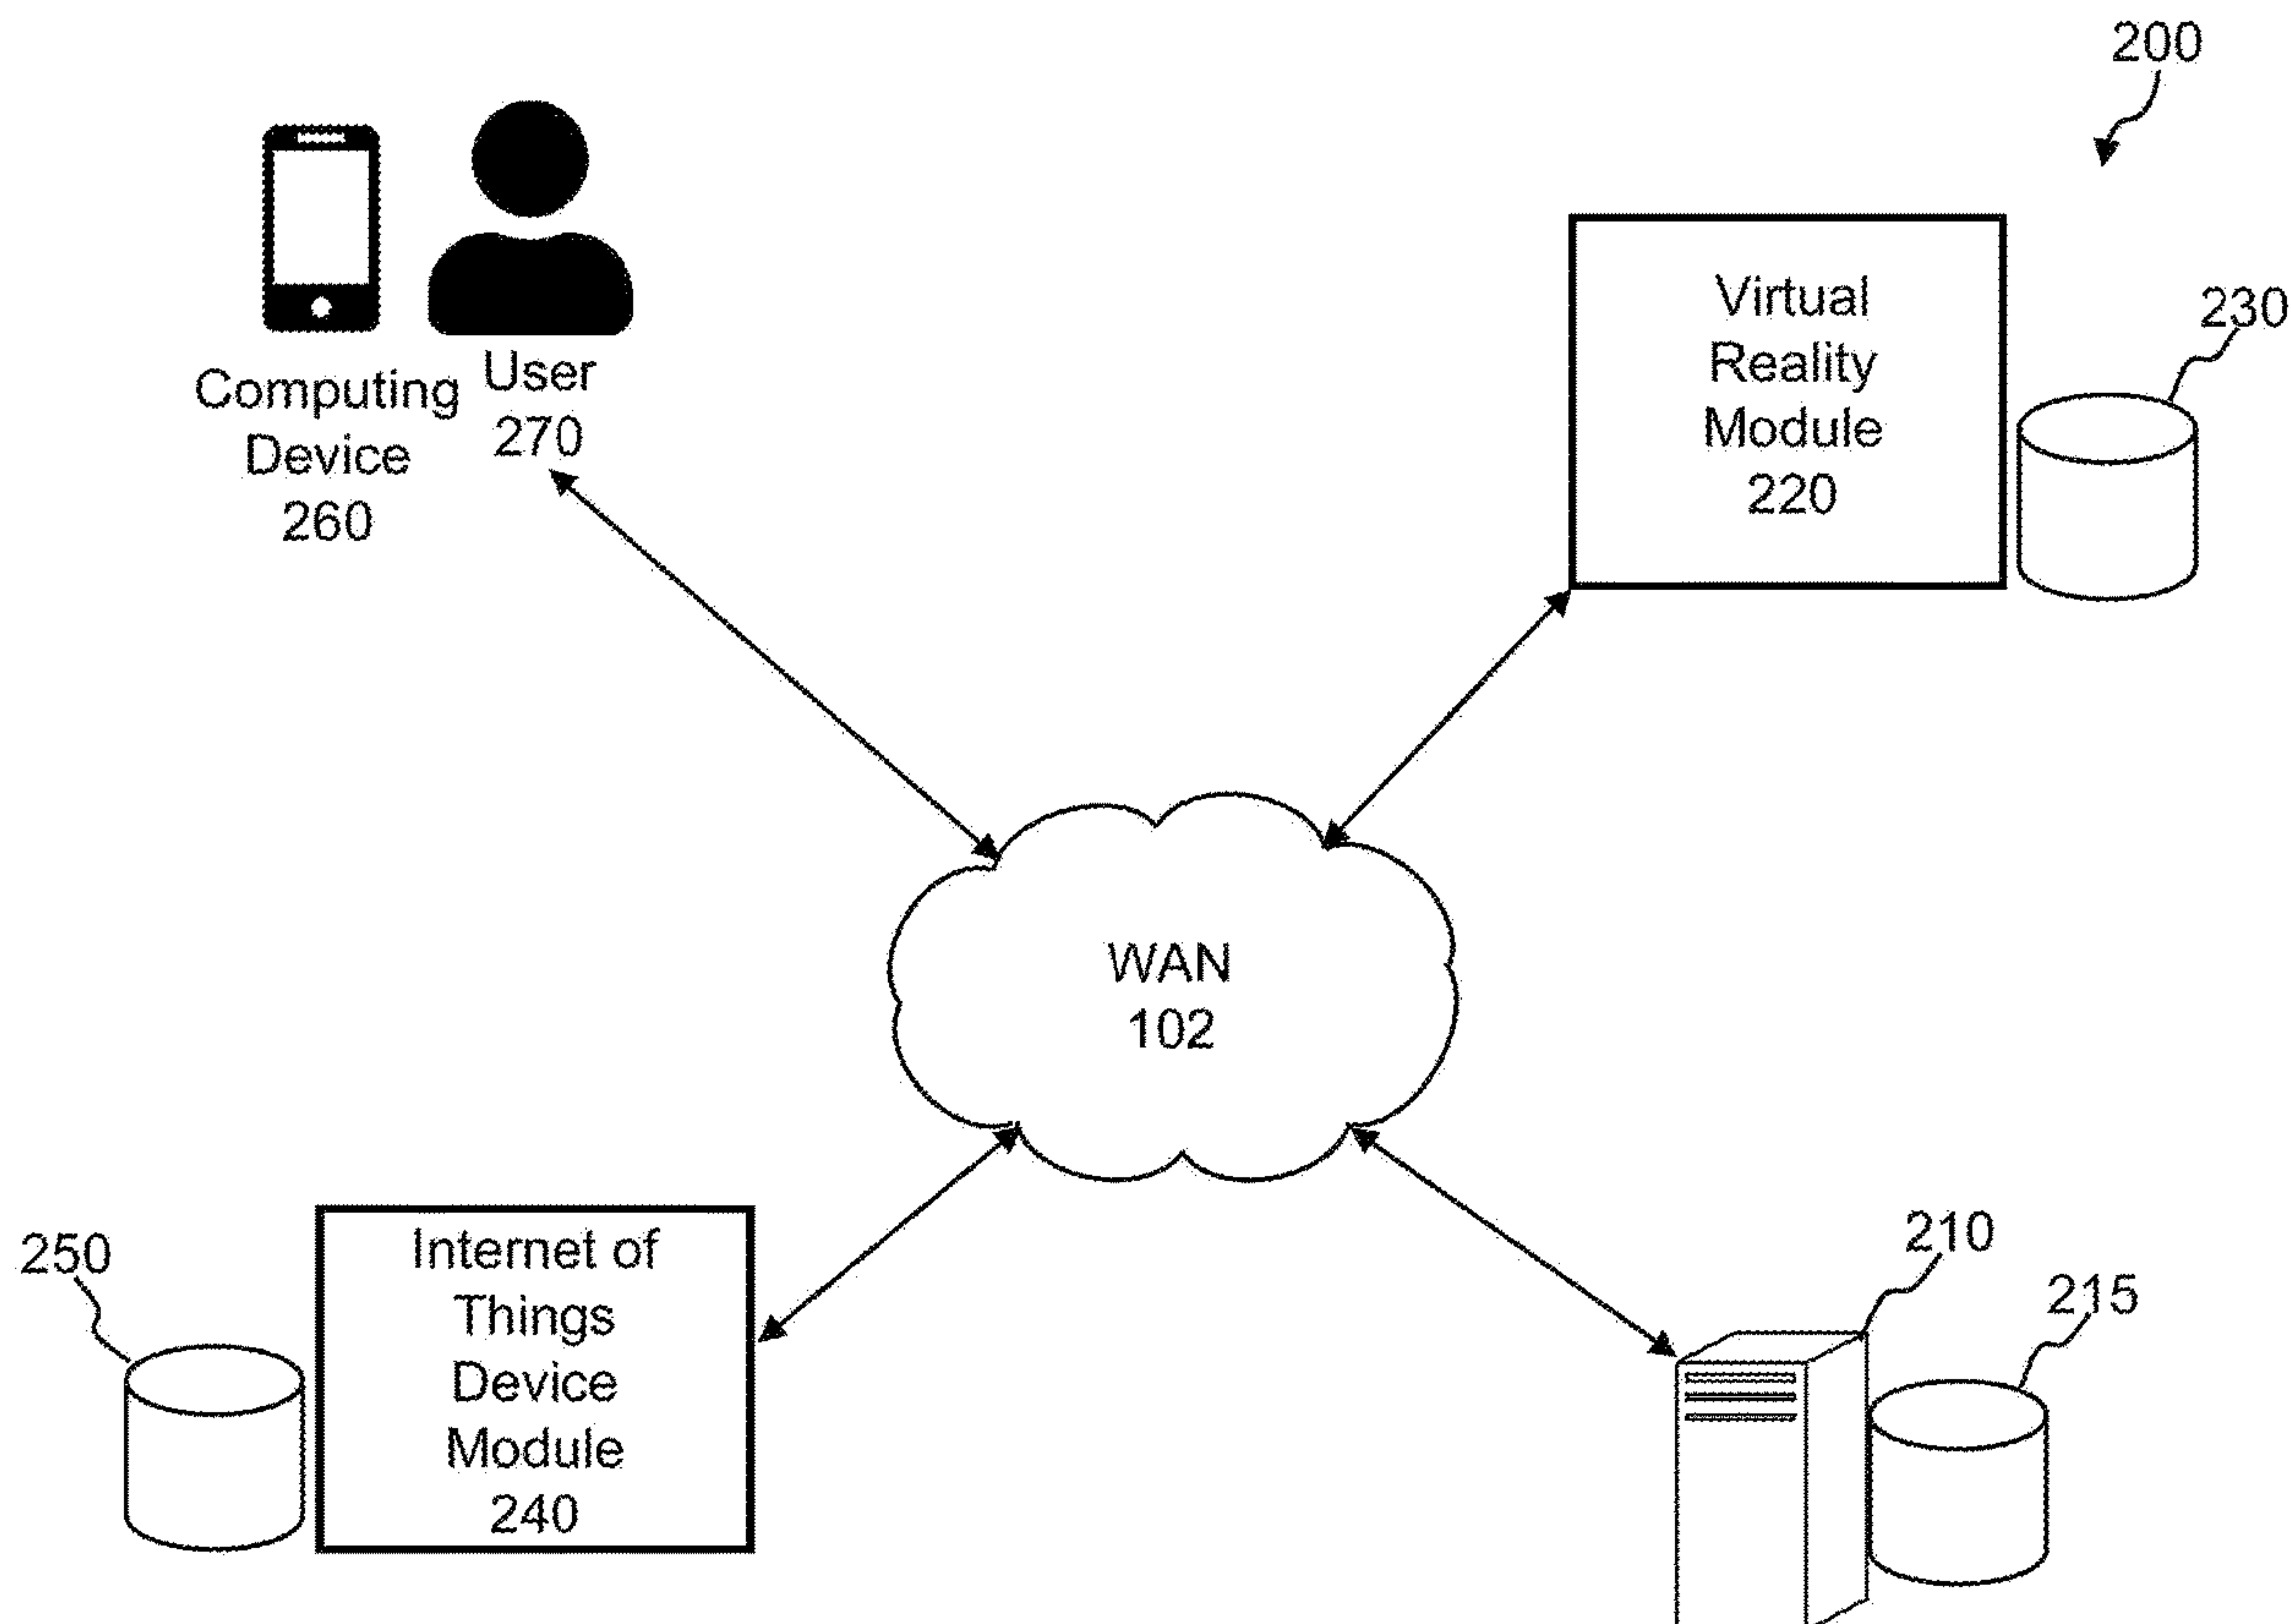 200
Computing
Device
260
User
270
Virtual
Reality
Module
220
230
WAN
102
250
Internet of
Things
Device
Module
240
210
215